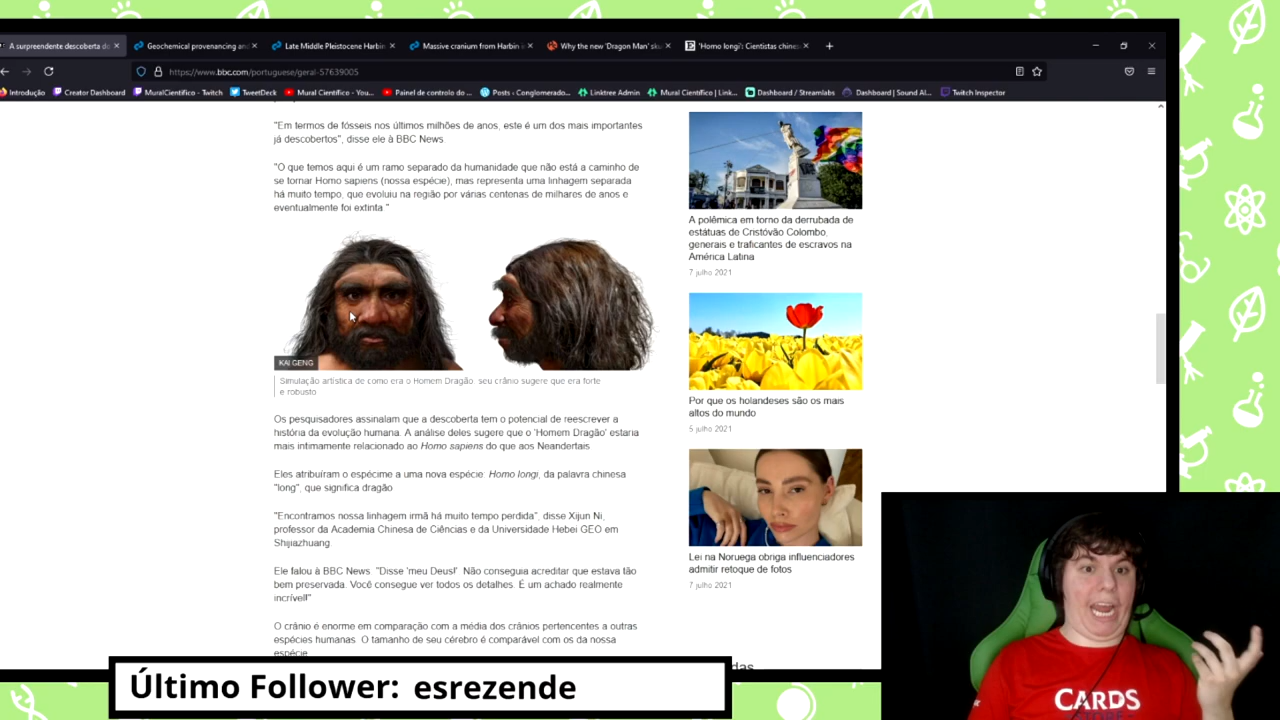 A surpreendente descoberta do
Geochemical provenancing an
Late Middle Pleistocene Harbin
Massive cranium from Harbin
Why the new 'Dragon Man' sku
'Homo longi': Cientistas chines
https://www.bbc.com/portuguese/geral-57639005
Introdução
Creator Dashboard
MuralCientifico - Twitch
TweetDeck
Mural Científico - You...
Painel de controlo do ...
Posts ‹ Conglomerado...
Linktree Admin
Mural Científico | Link...
Dashboard / Streamlabs
Dashboard | Sound Al...
Twitch Inspector
"Em termos de fósseis nos últimos milhões de anos, este é um dos mais importantes
já descobertos", disse ele à BBC News.
"O que temos aqui é um ramo separado da humanidade que não está a caminho de
se tornar Homo sapiens (nossa espécie), mas representa uma linhagem separada
há muito tempo, que evoluiu na região por várias centenas de milhares de anos e
eventualmente foi extinta."
KAI GENG
Simulação artística de como era o Homem Dragão: seu crânio sugere que era forte
e robusto
Os pesquisadores assinalam que a descoberta tem o potencial de reescrever a
história da evolução humana. A análise deles sugere que o 'Homem Dragão' estaria
mais intimamente relacionado ao Homo sapiens do que aos Neandertais.
Eles atribuíram o espécime a uma nova espécie: Homo longi, da palavra chinesa
"long", que significa dragão.
"Encontramos nossa linhagem irmã há muito tempo perdida", disse Xijun Ni,
professor da Academia Chinesa de Ciências e da Universidade Hebei GEO em
Shijiazhuang.
Ele falou à BBC News: "Disse 'meu Deus!'. Não conseguia acreditar que estava tão
bem preservada. Você consegue ver todos os detalhes. É um achado realmente
incrível!"
O crânio é enorme em comparação com a média dos crânios pertencentes a outras
espécies humanas. O tamanho de seu cérebro é comparável com os da nossa
espécie.
A polêmica em torno da derrubada de
estátuas de Cristóvão Colombo,
generais e traficantes de escravos na
América Latina
7 julho 2021
Por que os holandeses são os mais
altos do mundo
5 julho 2021
Lei na Noruega obriga influenciadores
admitir retoque de fotos
7 julho 2021
das
Último Follower: esrezende
CARDS
STORE